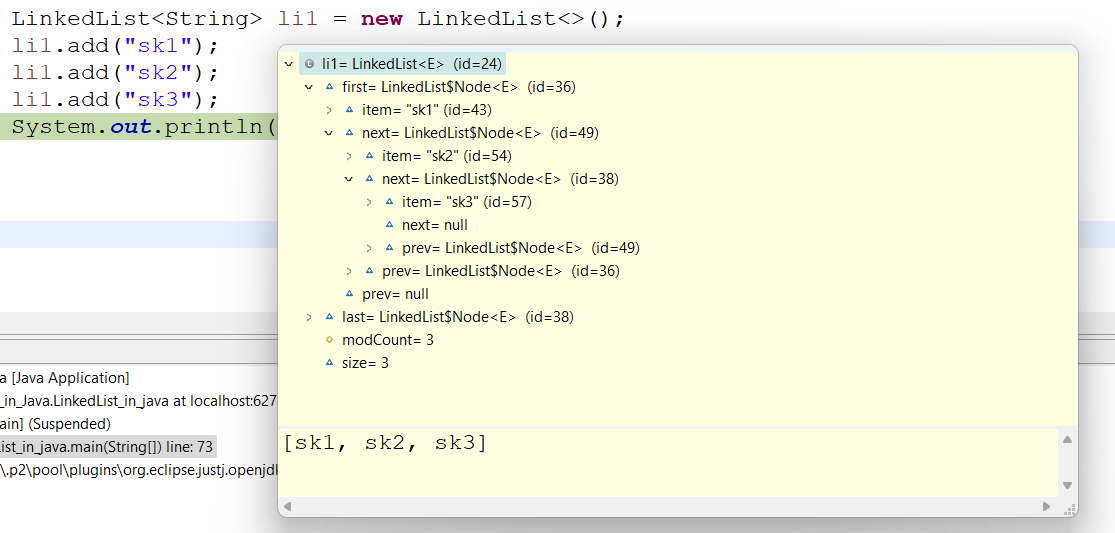 LinkedList<String> li1 = new LinkedList<>();
li1.add("sk1");
li1.add("sk2");
li1.add("sk3");
System.out.println(
li1= LinkedList<E> (id=24)
first= LinkedList$Node<E> (id=36)
item= "sk1" (id=43)
next= LinkedList$Node<E> (id=49)
item= "sk2" (id=54)
next= LinkedList$Node<E> (id=38)
item= "sk3" (id=57)
next= null
prev= LinkedList$Node<E> (id=49)
prev= LinkedList$Node<E> (id=36)
prev= null
last= LinkedList$Node<E> (id=38)
modCount= 3
size= 3
[sk1, sk2, sk3]
a [Java Application]
_in_Java.LinkedList_in_java at localhost:627
ain] (Suspended)
ist_in_java.main(String[]) line: 73
\.p2\pool\plugins\org.eclipse.justj.openjdk